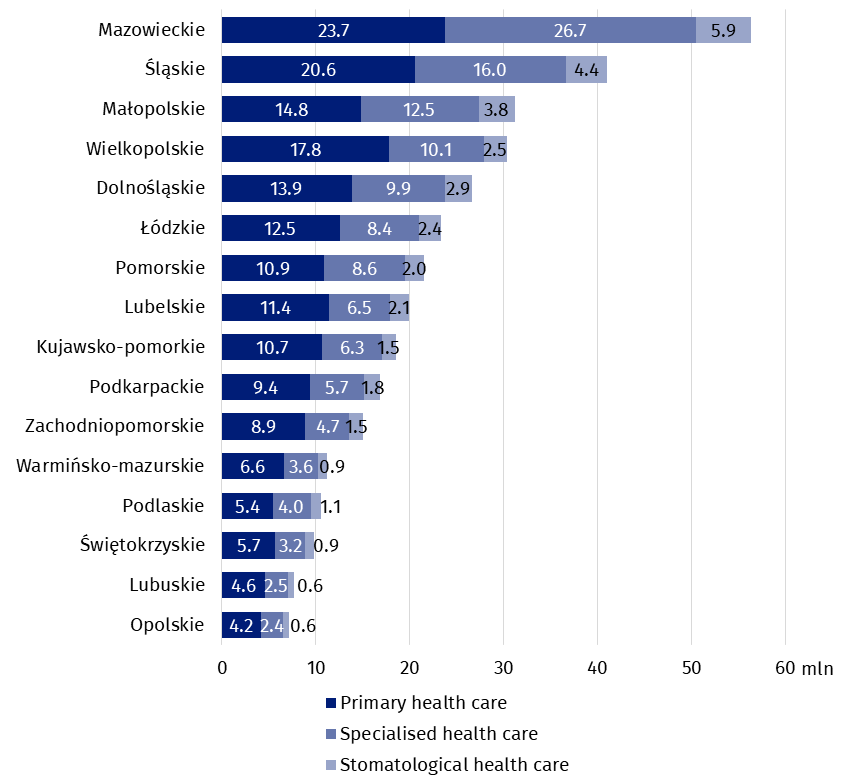 Mazowieckie 23.7 26.7 5.9
Śląskie 20.6 16.0 4.4
Małopolskie 14.8 12.5 3.8
Wielkopolskie 17.8 10.1 2.5
Dolnośląskie 13.9 9.9 2.9
Łódzkie 12.5 8.4 2.4
Pomorskie 10.9 8.6 2.0
Lubelskie 11.4 6.5 2.1
Kujawsko-pomorkie 10.7 6.3 1.5
Podkarpackie 9.4 5.7 1.8
Zachodniopomorskie 8.9 4.7 1.5
Warmińsko-mazurskie 6.6 3.6 0.9
Podlaskie 5.4 4.0 1.1
Świętokrzyskie 5.7 3.2 0.9
Lubuskie 4.6 2.5 0.6
Opolskie 4.2 2.4 0.6
0 10 20 30 40 50 60 mln
Primary health care
Specialised health care
Stomatological health care